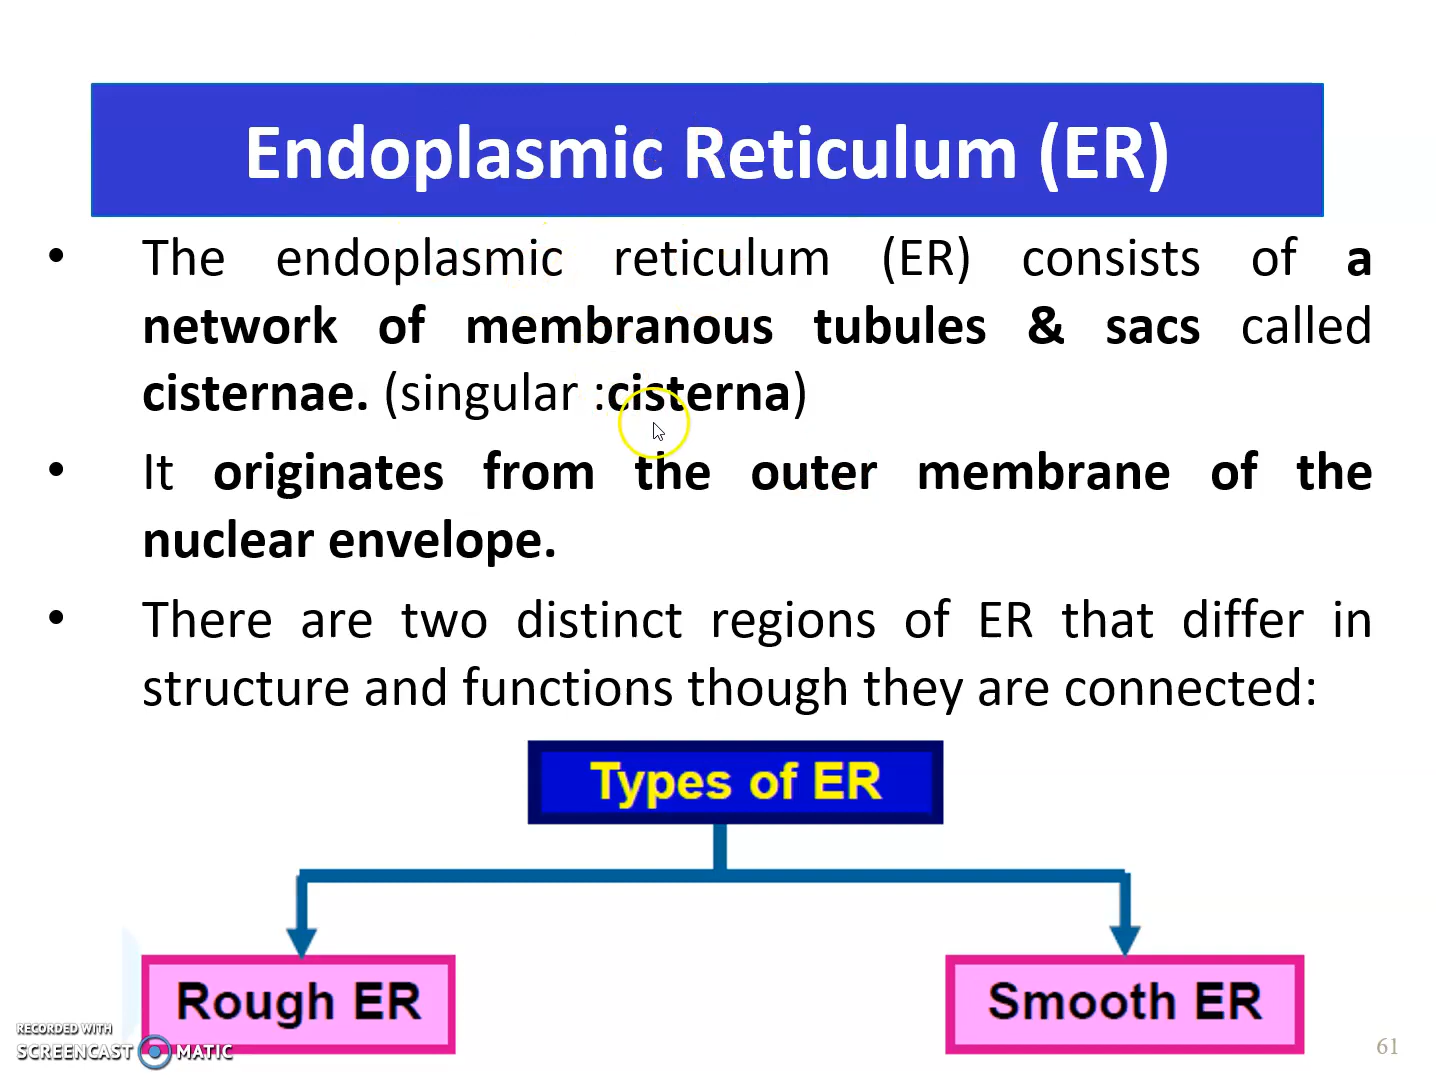 Endoplasmic Reticulum (ER)
• The endoplasmic reticulum (ER) consists of a
network of membranous tubules & sacs called
cisternae. (singular :cisterna)
• It originates from the outer membrane of the
nuclear envelope.
• There are two distinct regions of ER that differ in
structure and functions though they are connected:
Types of ER
Rough ER
Smooth ER
RECORDED WITH
SCREENCAST MATIC
61